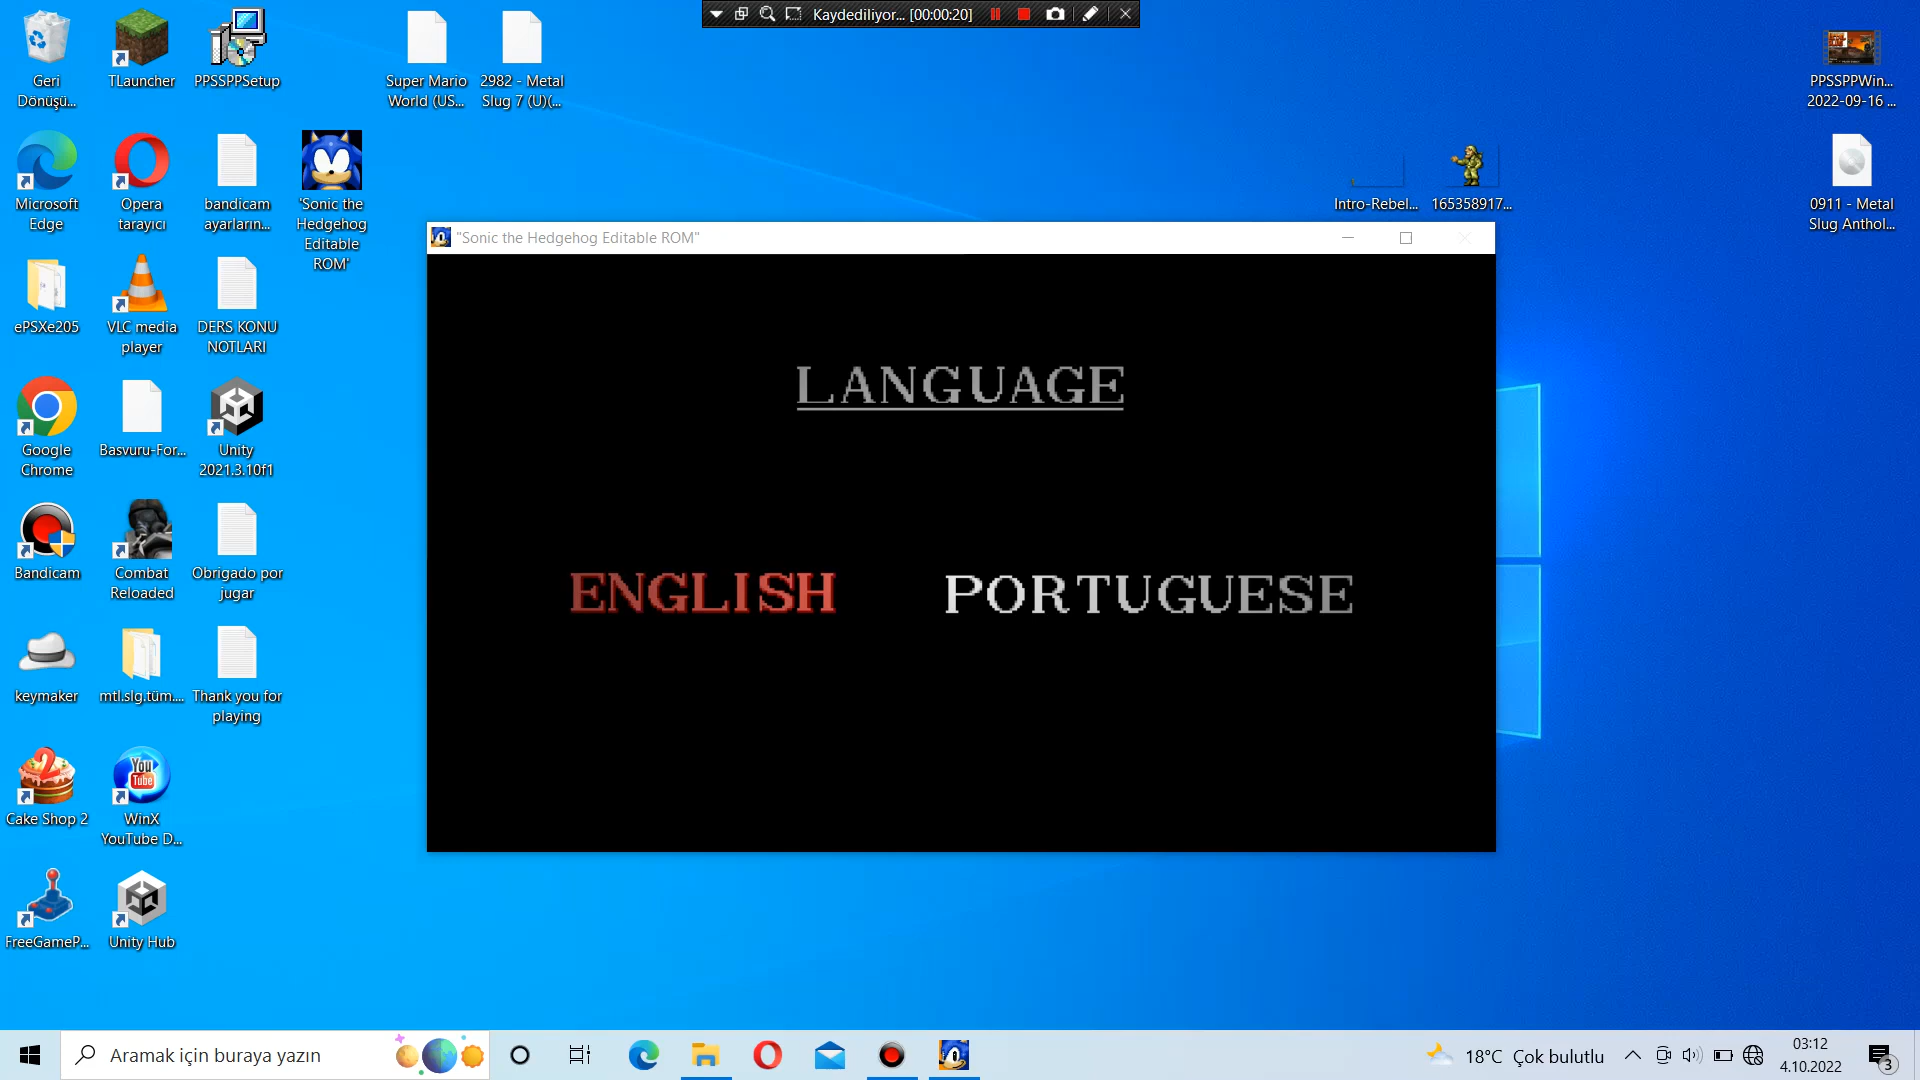 Kaydediliyor... [00:00:20]
Geri
Dönüşü...
TLauncher
PPSSPPSetup
Super Mario
World (US...
2982 - Metal
Slug 7 (U)(...
PPSSPPWin...
2022-09-16 ...
Microsoft
Edge
Opera
tarayıcı
bandicam
ayarların...
'Sonic the
Hedgehog
Editable
ROM'
Intro-Rebel...
165358917...
0911 - Metal
Slug Anthol...
"Sonic the Hedgehog Editable ROM"
LANGUAGE
ENGLISH
PORTUGUESE
ePSXe205
VLC media
player
DERS KONU
NOTLARI
Google
Chrome
Basvuru-For...
Unity
2021.3.10f1
Bandicam
Combat
Reloaded
Obrigado por
jugar
keymaker
mtl.slg.tüm....
Thank you for
playing
2
Cake Shop 2
You
Tube
WinX
YouTube D...
FreeGameP...
Unity Hub
Aramak için buraya yazın
18°C Çok bulutlu
03:12
4.10.2022
3